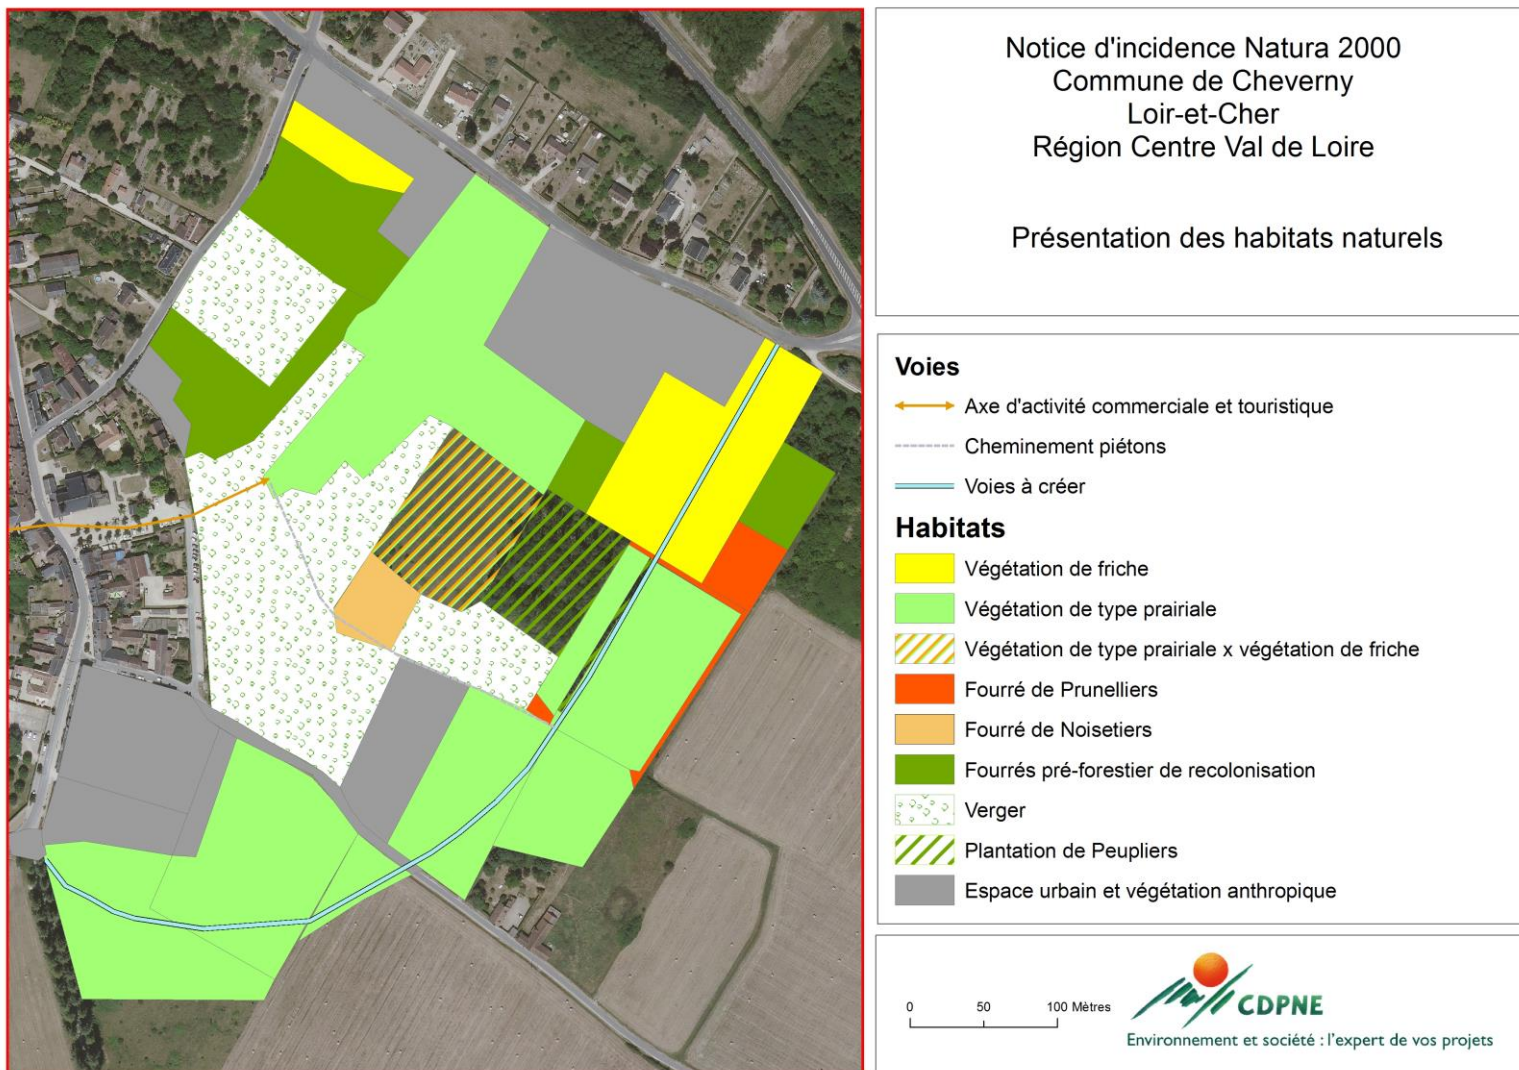 Notice d'incidence Natura 2000
Commune de Cheverny
Loir-et-Cher
Région Centre Val de Loire
Présentation des habitats naturels
Voies
Axe d'activité commerciale et touristique
Cheminement piétons
Voies à créer
Habitats
Végétation de friche
Végétation de type prairiale
Végétation de type prairiale x végétation de friche
Fourré de Prunelliers
Fourré de Noisetiers
Fourrés pré-forestier de recolonisation
Verger
Plantation de Peupliers
Espace urbain et végétation anthropique
0 50 100 Mètres
CDPNE
Environnement et société : l'expert de vos projets